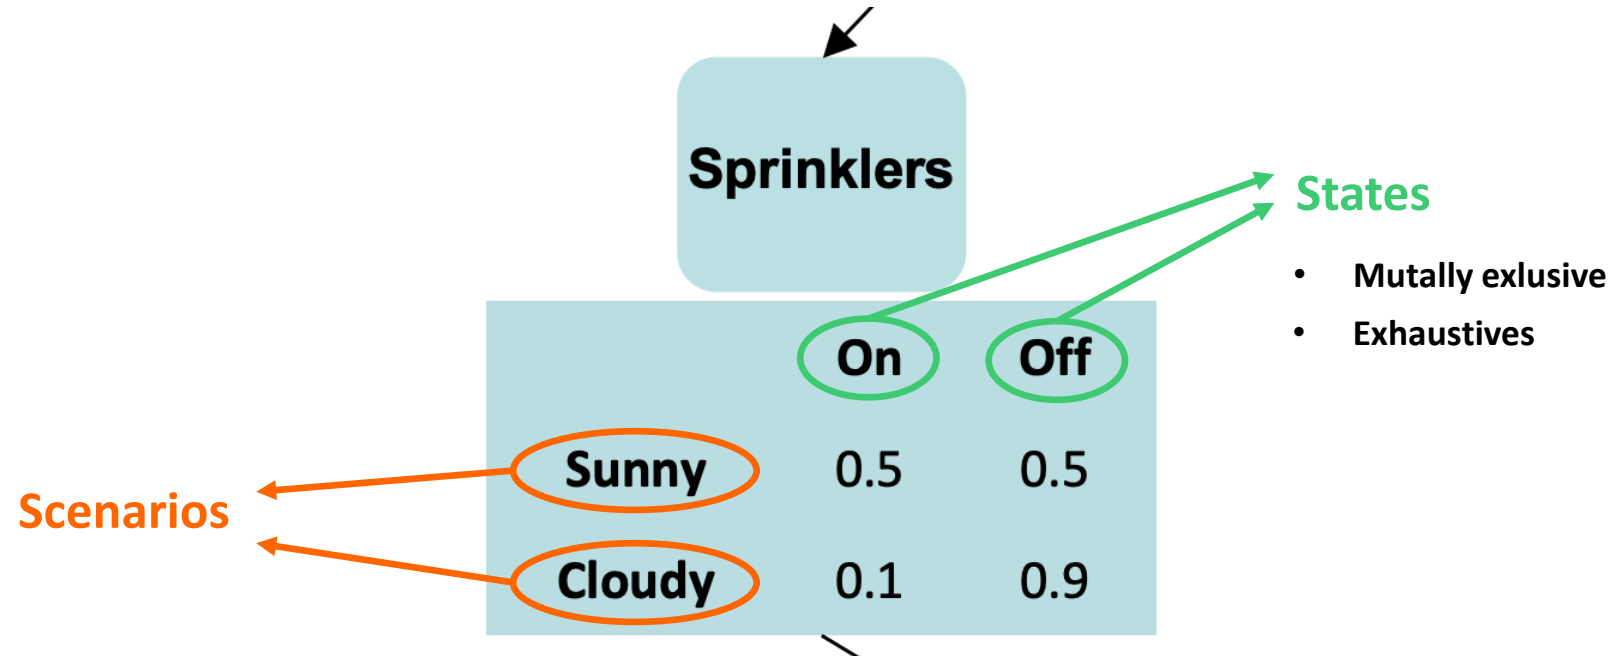 Sprinklers
States
• Mutally exlusive
• Exhaustives
On Off
Sunny 0.5 0.5
Scenarios
Cloudy 0.1 0.9